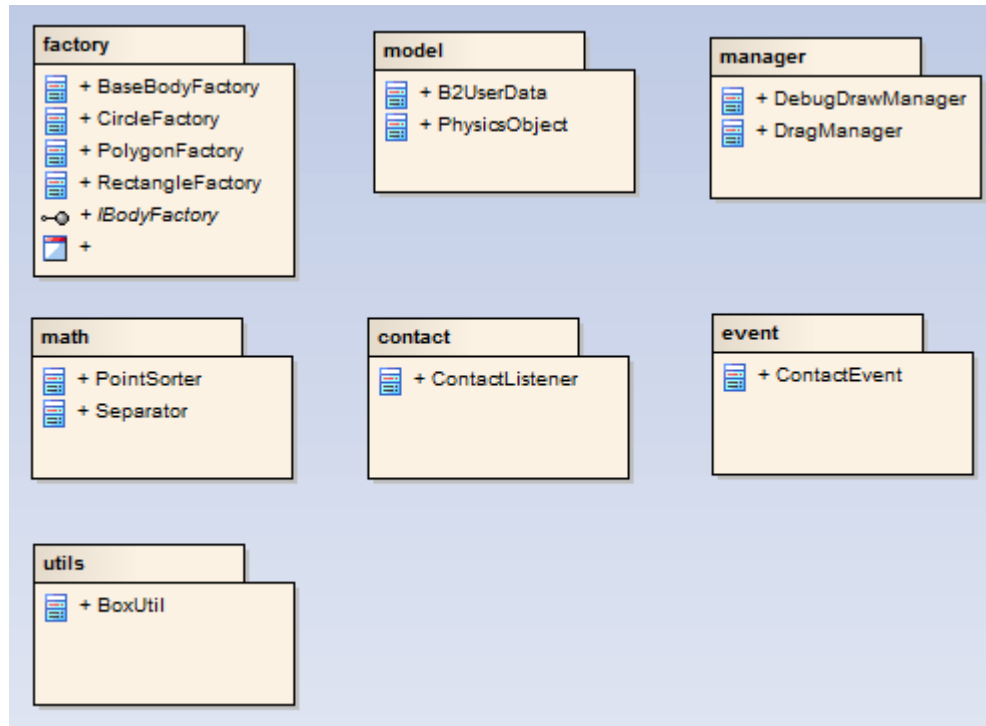 factory
+ BaseBodyFactory
+ CircleFactory
+ PolygonFactory
+ RectangleFactory
+ IBodyFactory
+
model
+ B2UserData
+ PhysicsObject
manager
+ DebugDrawManager
+ DragManager
math
+ PointSorter
+ Separator
contact
+ ContactListener
event
+ ContactEvent
utils
+ BoxUtil